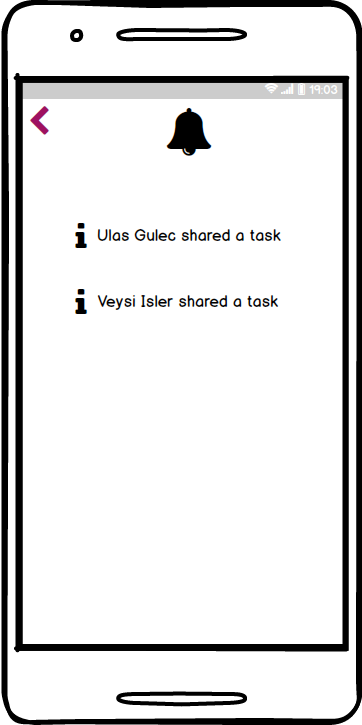 19:03
Ulas Gulec shared a task
Veysi Isler shared a task